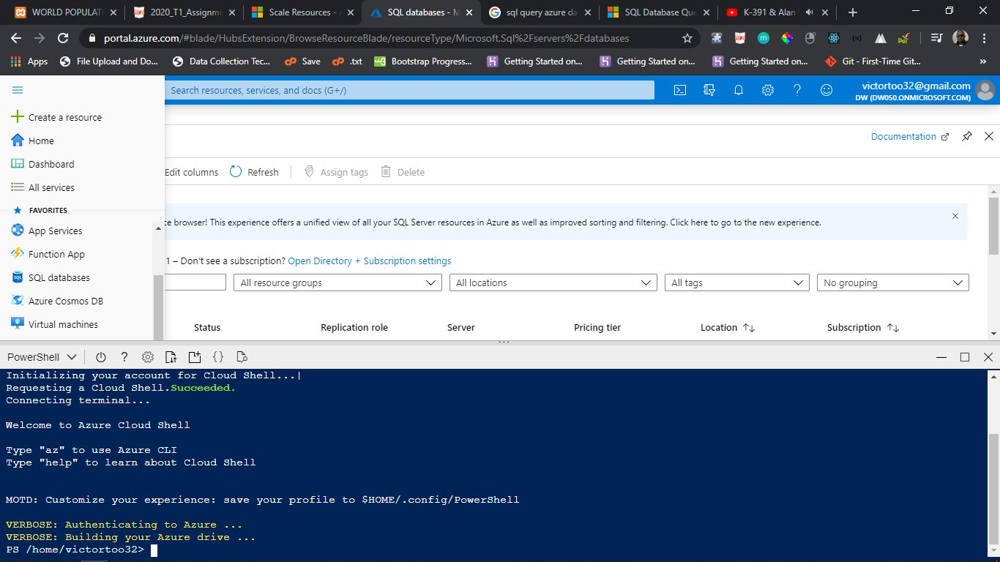 WORLD POPULATI
2020_T1_Assignme
Scale Resources -
SQL databases - M
sql query azure da
SQL Database Que
K-391 & Alan
portal.azure.com/#blade/HubsExtension/BrowseResourceBlade/resourceType/Microsoft.Sql%2Fservers%2Fdatabases
Apps
File Upload and Do...
Data Collection Tec...
Save
.txt
Bootstrap Progress...
Getting Started on...
Getting Started on...
Getting Started on...
Git - First-Time Git...
»
Search resources, services, and docs (G+/)
victortoo32@gmail.com
DW (DW050.ONMICROSOFT.COM)
Create a resource
Home
Dashboard
All services
FAVORITES
App Services
Function App
SQL databases
Azure Cosmos DB
Virtual machines
Documentation
Edit columns
Refresh
Assign tags
Delete
ce browser! This experience offers a unified view of all your SQL Server resources in Azure as well as improved sorting and filtering. Click here to go to the new experience.
1 – Don't see a subscription? Open Directory + Subscription settings
All resource groups
All locations
All tags
No grouping
Status
Replication role
Server
Pricing tier
Location
Subscription
PowerShell
Initializing your account for Cloud Shell...|
Requesting a Cloud Shell.Succeeded.
Connecting terminal...
Welcome to Azure Cloud Shell
Type "az" to use Azure CLI
Type "help" to learn about Cloud Shell
MOTD: Customize your experience: save your profile to $HOME/.config/PowerShell
VERBOSE: Authenticating to Azure ...
VERBOSE: Building your Azure drive ...
PS /home/victortoo32>